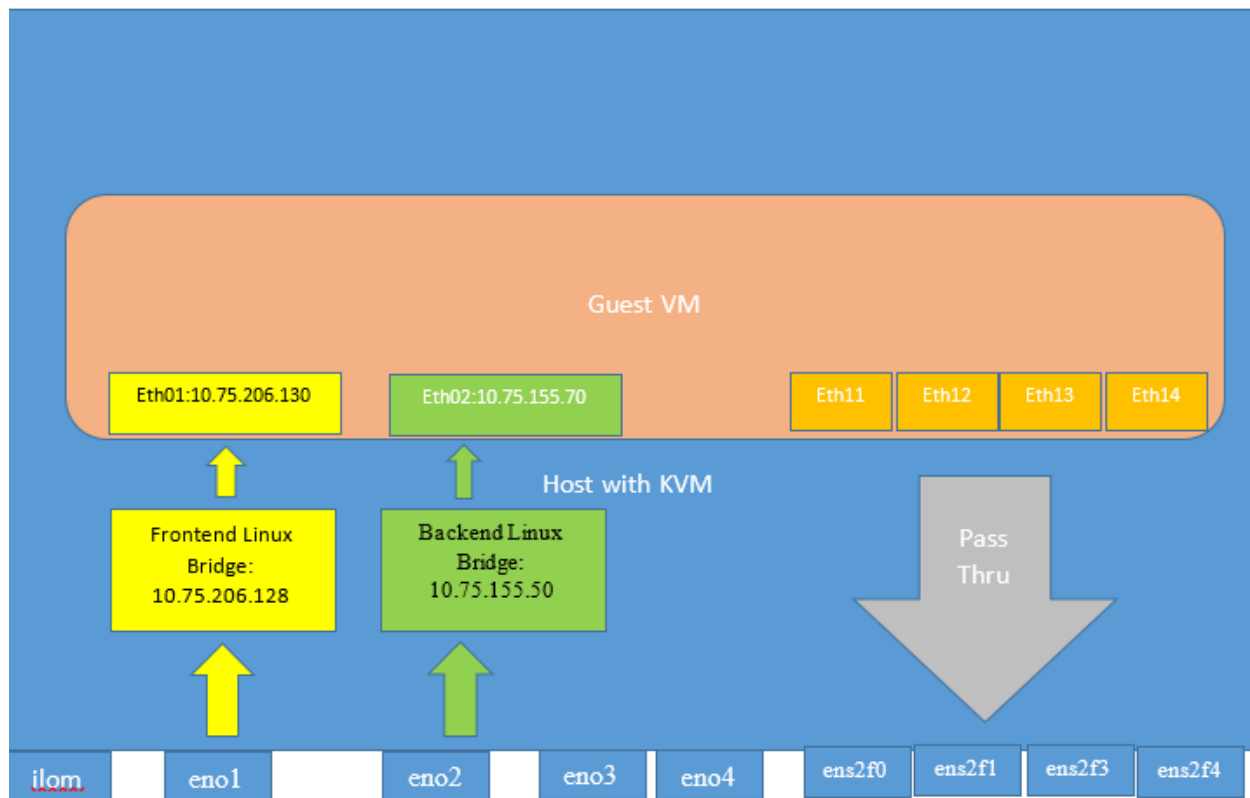 Guest VM
Eth01:10.75.206.130
Eth02:10.75.155.70
Eth11
Eth12
Eth13
Eth14
Host with KVM
Frontend Linux
Bridge:
10.75.206.128
Backend Linux
Bridge:
10.75.155.50
Pass
Thru
ilom
eno1
eno2
eno3
eno4
ens2f0
ens2f1
ens2f3
ens2f4